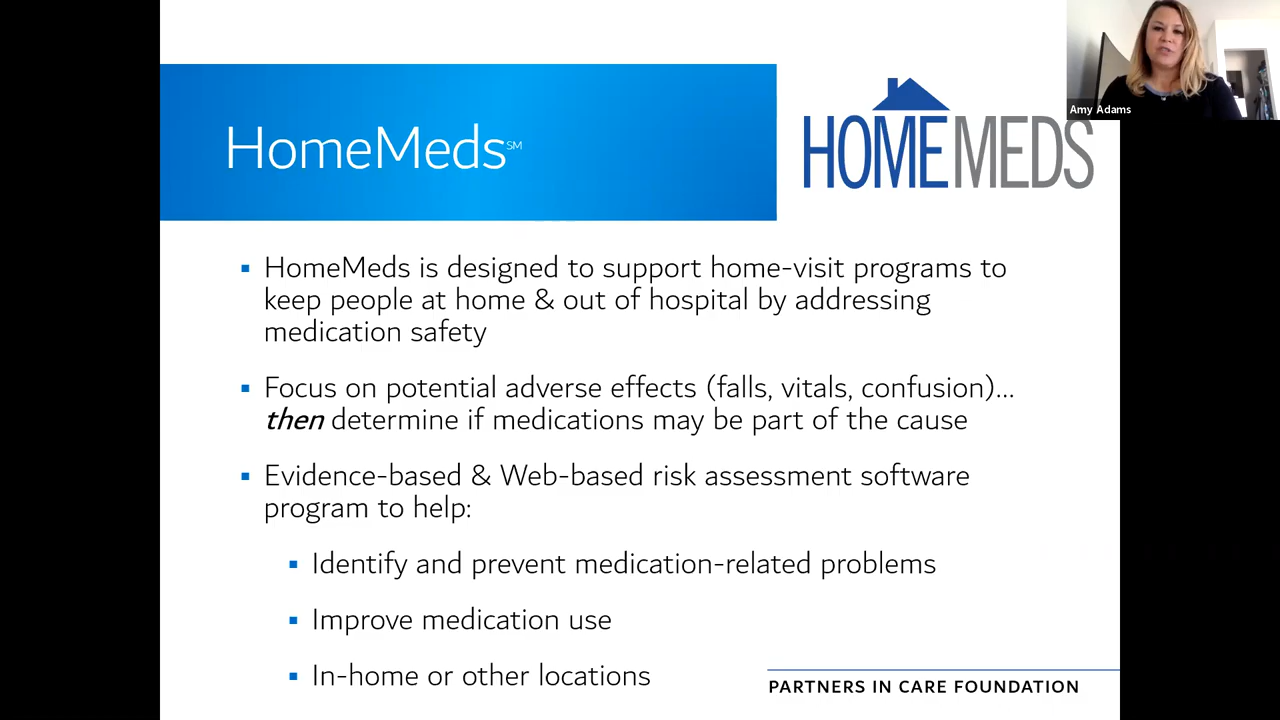 HomeMeds℠
HOMEMEDS
Amy Adams
▪ HomeMeds is designed to support home-visit programs to
keep people at home & out of hospital by addressing
medication safety
▪ Focus on potential adverse effects (falls, vitals, confusion)...
then determine if medications may be part of the cause
▪ Evidence-based & Web-based risk assessment software
program to help:
▪ Identify and prevent medication-related problems
▪ Improve medication use
▪ In-home or other locations
PARTNERS IN CARE FOUNDATION